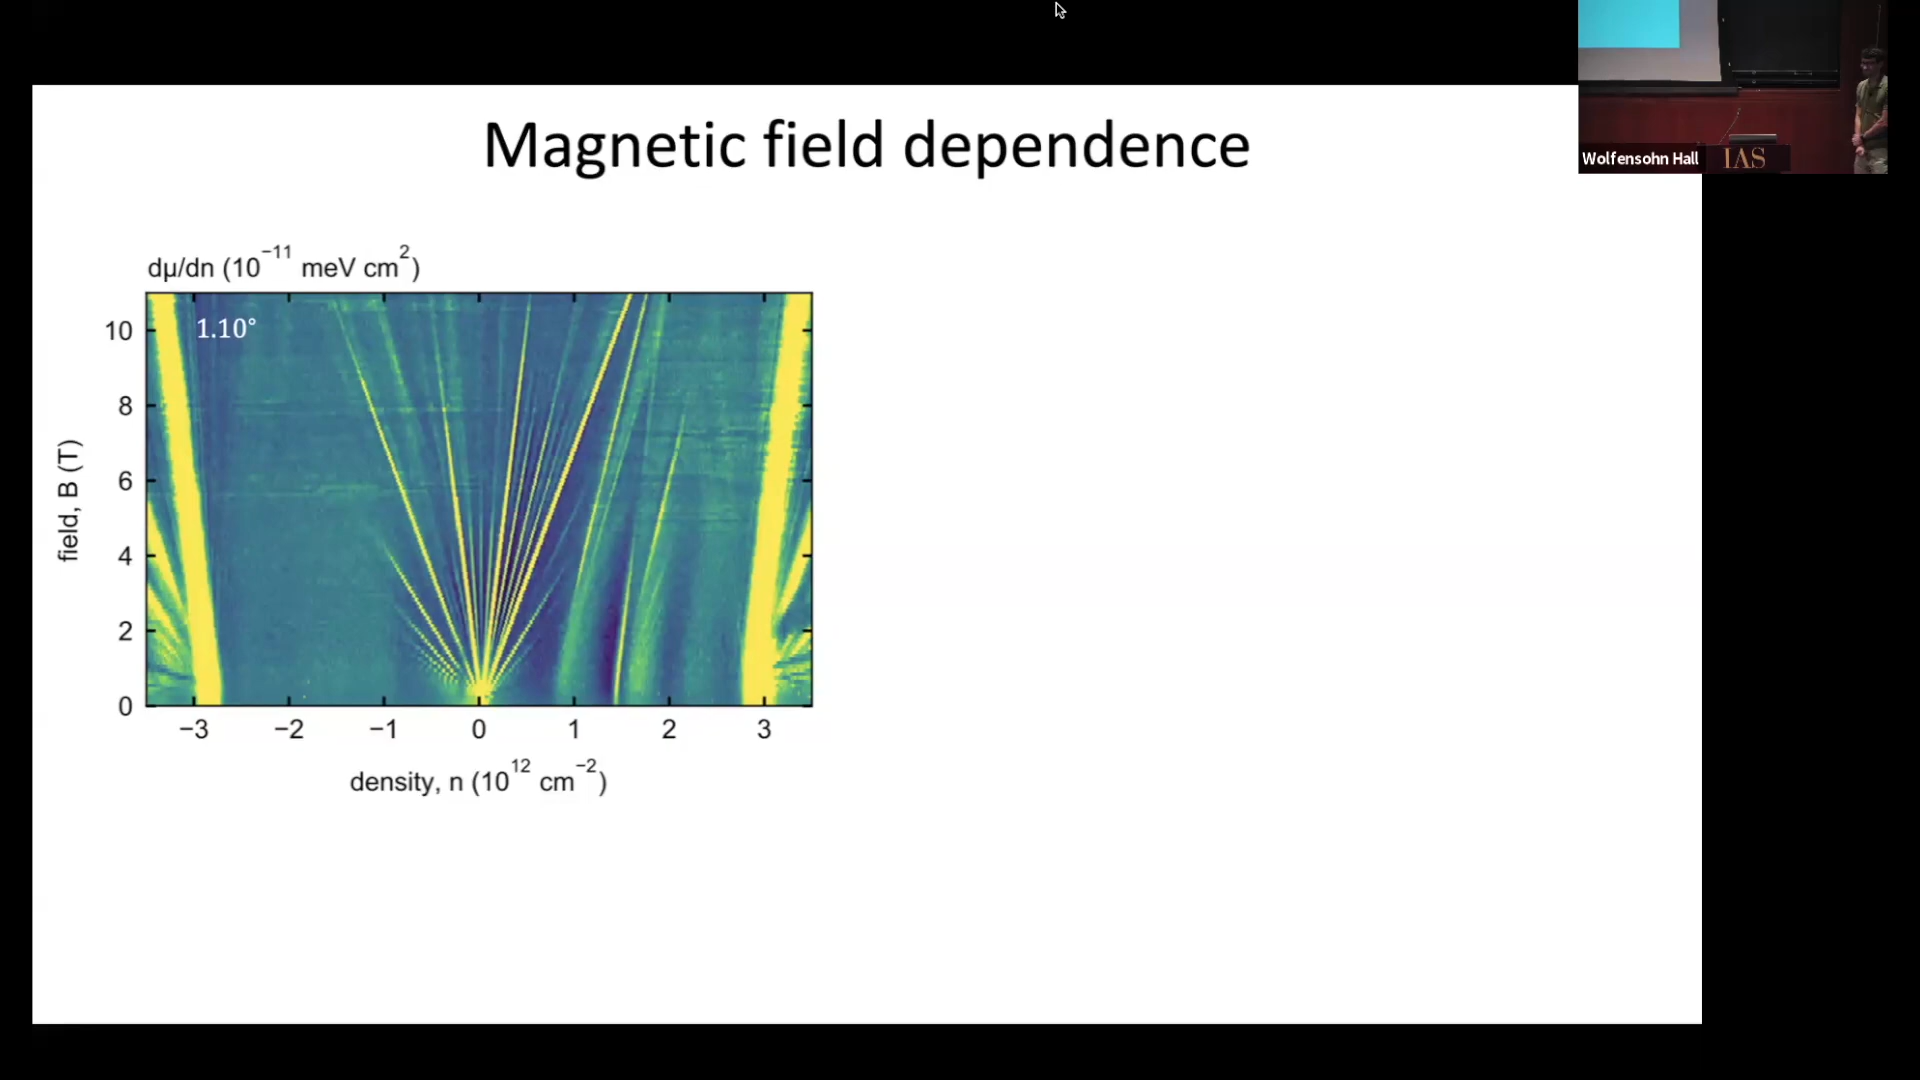 Magnetic field dependence
Wolfensohn Hall
IAS
dμ/dn (10⁻¹¹ meV cm²)
1.10°
10
8
6
4
2
0
field, B (T)
−3 −2 −1 0 1 2 3
density, n (10¹² cm⁻²)